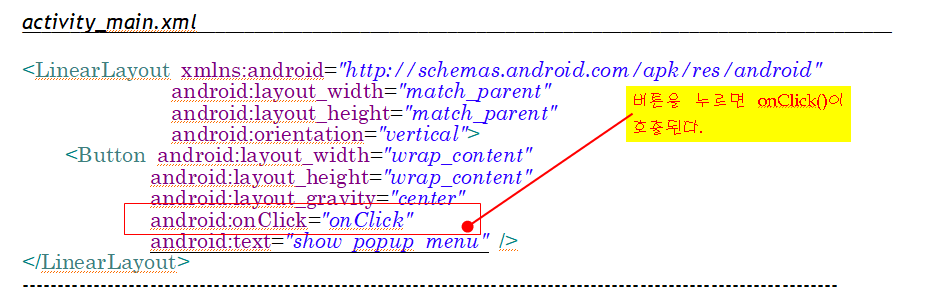 activity_main.xml
<LinearLayout xmlns:android="http://schemas.android.com/apk/res/android"
android:layout_width="match_parent"
android:layout_height="match_parent"
android:orientation="vertical">
<Button android:layout_width="wrap_content"
android:layout_height="wrap_content"
android:layout_gravity="center"
android:onClick="onClick"
android:text="show popup menu" />
</LinearLayout>
버튼을 누르면 onClick()이
호출된다.